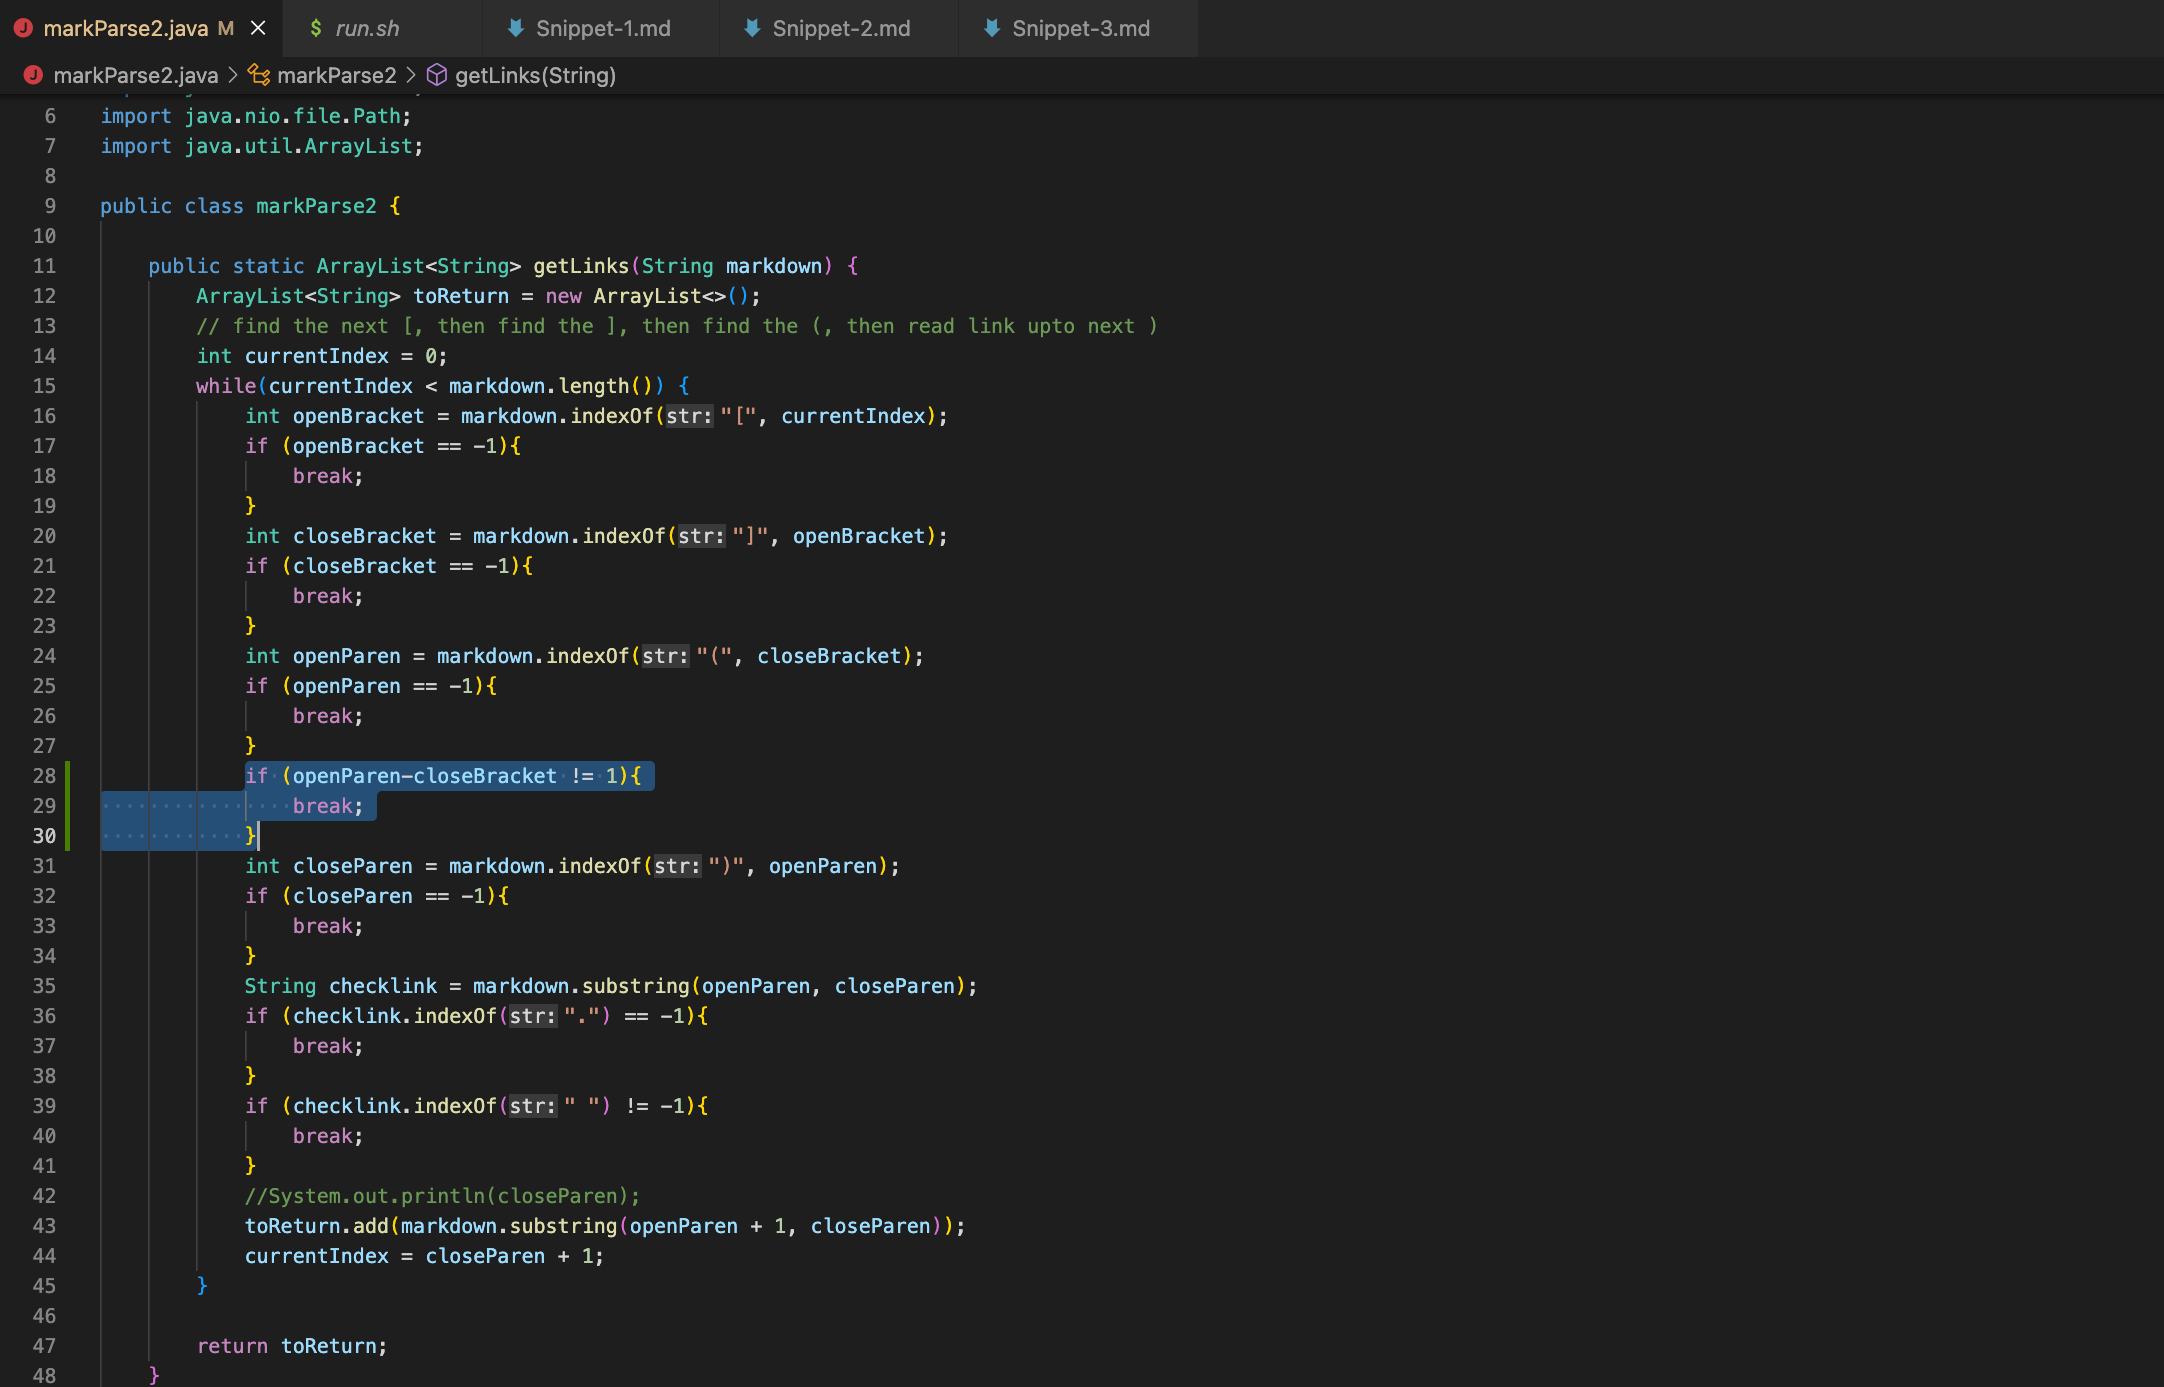 markParse2.java M
run.sh
Snippet-1.md
Snippet-2.md
Snippet-3.md
markParse2.java > markParse2 > getLinks(String)
6 import java.nio.file.Path;
7 import java.util.ArrayList;
8
9 public class markParse2 {
10
11 public static ArrayList<String> getLinks(String markdown) {
12 ArrayList<String> toReturn = new ArrayList<>();
13 // find the next [, then find the ], then find the (, then read link upto next )
14 int currentIndex = 0;
15 while(currentIndex < markdown.length()) {
16 int openBracket = markdown.indexOf(str: "[", currentIndex);
17 if (openBracket == -1){
18 break;
19 }
20 int closeBracket = markdown.indexOf(str: "]", openBracket);
21 if (closeBracket == -1){
22 break;
23 }
24 int openParen = markdown.indexOf(str: "(", closeBracket);
25 if (openParen == -1){
26 break;
27 }
28 if (openParen-closeBracket != 1){
29 break;
30 }
31 int closeParen = markdown.indexOf(str: ")", openParen);
32 if (closeParen == -1){
33 break;
34 }
35 String checklink = markdown.substring(openParen, closeParen);
36 if (checklink.indexOf(str: ".") == -1){
37 break;
38 }
39 if (checklink.indexOf(str: " ") != -1){
40 break;
41 }
42 //System.out.println(closeParen);
43 toReturn.add(markdown.substring(openParen + 1, closeParen));
44 currentIndex = closeParen + 1;
45 }
46
47 return toReturn;
48 }